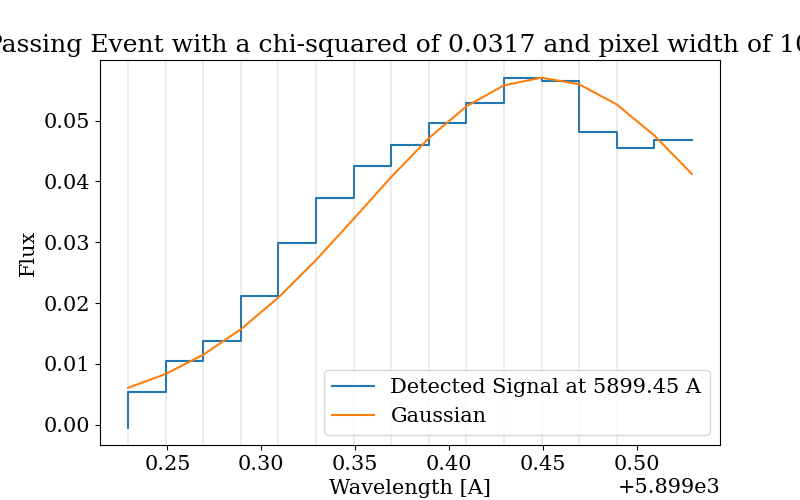 Passing Event with a chi-squared of 0.0317 and pixel width of 10
0.05
0.04
0.03
0.02
0.01
0.00
Flux
Detected Signal at 5899.45 A
Gaussian
0.25 0.30 0.35 0.40 0.45 0.50
Wavelength [A]
+5.899e3